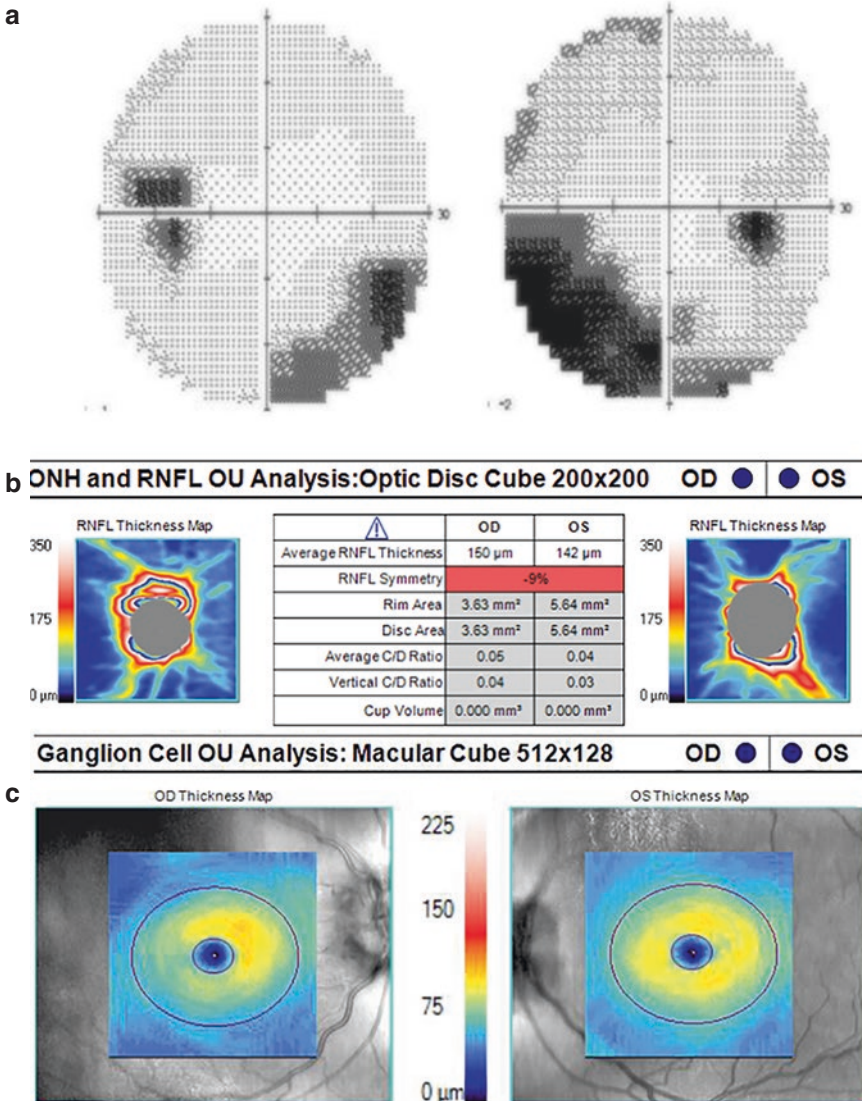 a
30
30
b
ONH and RNFL OU Analysis:Optic Disc Cube 200x200 OD OS
RNFL Thickness Map
350
175
0 µm
OD OS
Average RNFL Thickness 150 µm 142 µm
RNFL Symmetry -9%
Rim Area 3.63 mm² 5.64 mm²
Disc Area 3.63 mm² 5.64 mm²
Average C/D Ratio 0.05 0.04
Vertical C/D Ratio 0.04 0.03
Cup Volume 0.000 mm³ 0.000 mm³
RNFL Thickness Map
350
175
0 µm
Ganglion Cell OU Analysis: Macular Cube 512x128 OD OS
c
OD Thickness Map
225
150
75
0 µm
OS Thickness Map